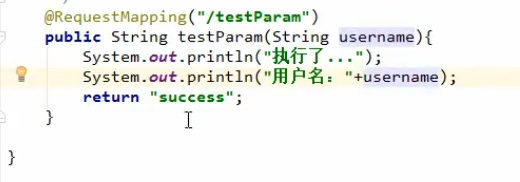 @RequestMapping("/testParam")
public String testParam(String username){
System.out.println("执行了...");
System.out.println("用户名："+username);
return "success";
}
}